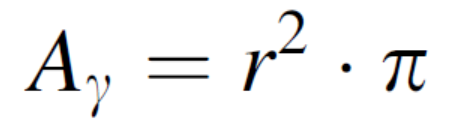 A_γ = r² · π